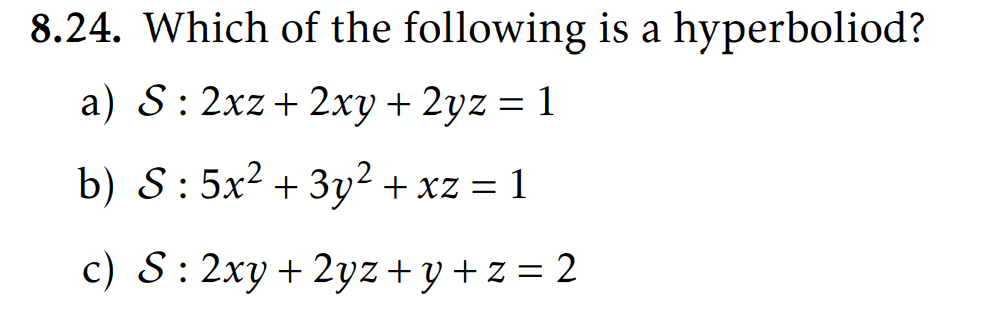 8.24. Which of the following is a hyperboliod?
a) 𝒮 : 2xz + 2xy + 2yz = 1
b) 𝒮 : 5x² + 3y² + xz = 1
c) 𝒮 : 2xy + 2yz + y + z = 2